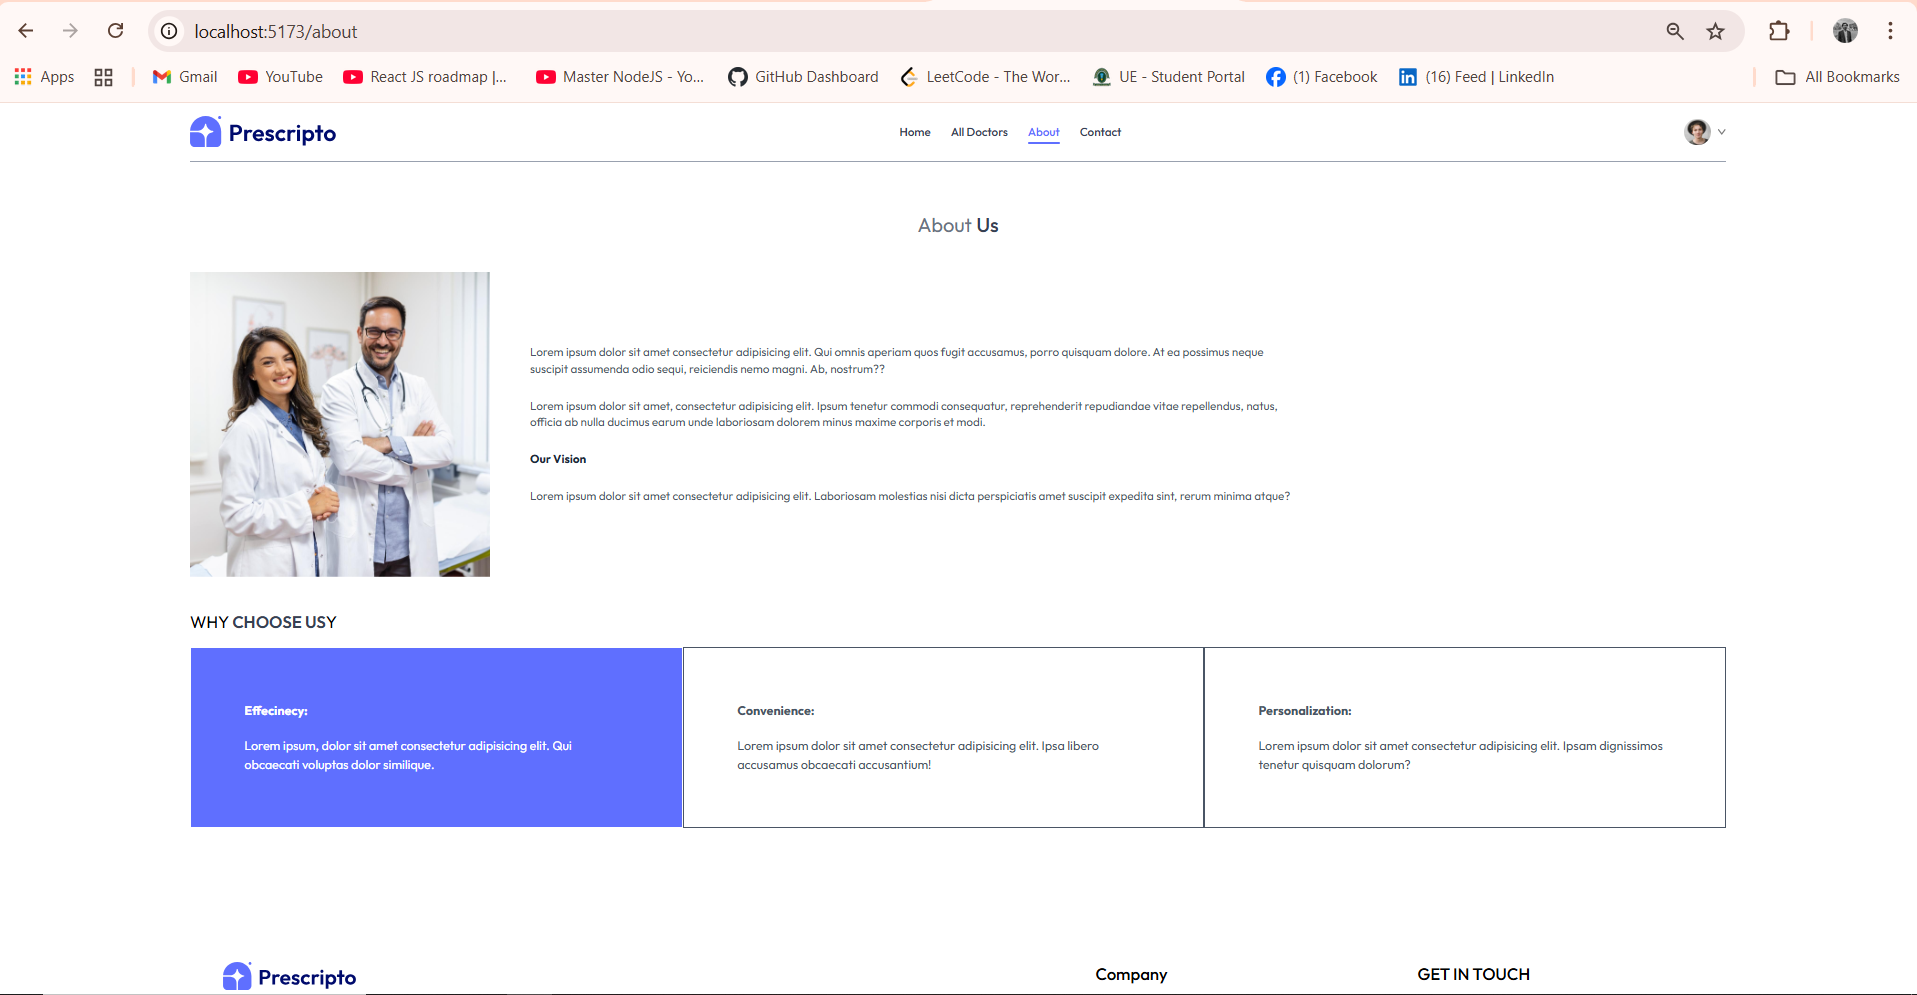 localhost:5173/about
Apps Gmail YouTube React JS roadmap |... Master NodeJS - Yo... GitHub Dashboard LeetCode - The Wor... UE - Student Portal (1) Facebook (16) Feed | LinkedIn All Bookmarks
Prescripto Home All Doctors About Contact
About Us
Lorem ipsum dolor sit amet consectetur adipisicing elit. Qui omnis aperiam quos fugit accusamus, porro quisquam dolore. At ea possimus neque
suscipit assumenda odio sequi, reiciendis nemo magni. Ab, nostrum??
Lorem ipsum dolor sit amet, consectetur adipisicing elit. Ipsum tenetur commodi consequatur, reprehenderit repudiandae vitae repellendus, natus,
officia ab nulla ducimus earum unde laboriosam dolorem minus maxime corporis et modi.
Our Vision
Lorem ipsum dolor sit amet consectetur adipisicing elit. Laboriosam molestias nisi dicta perspiciatis amet suscipit expedita sint, rerum minima atque?
WHY CHOOSE USY
Effecinecy:
Lorem ipsum, dolor sit amet consectetur adipisicing elit. Qui
obcaecati voluptas dolor similique.
Convenience:
Lorem ipsum dolor sit amet consectetur adipisicing elit. Ipsa libero
accusamus obcaecati accusantium!
Personalization:
Lorem ipsum dolor sit amet consectetur adipisicing elit. Ipsam dignissimos
tenetur quisquam dolorum?
Prescripto Company GET IN TOUCH